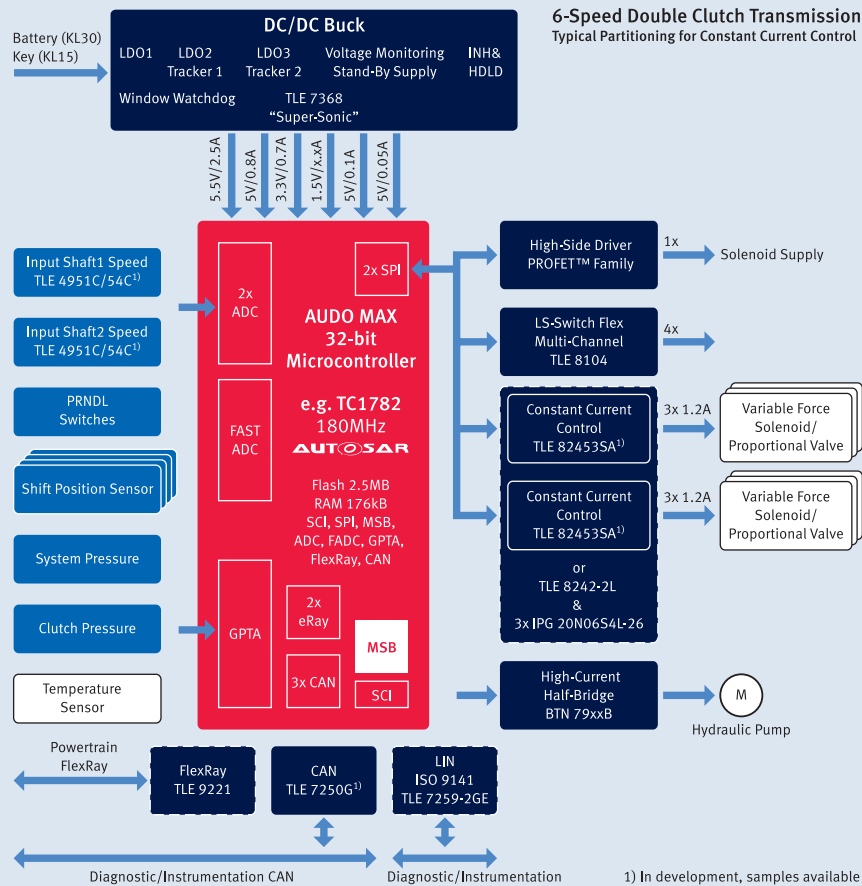 6-Speed Double Clutch Transmission
Typical Partitioning for Constant Current Control
Battery (KL30)
Key (KL15)
DC/DC Buck
LDO1
LDO2
Tracker 1
LDO3
Tracker 2
Voltage Monitoring
Stand-By Supply
INH&
HDLD
Window Watchdog
TLE 7368
“Super-Sonic”
5.5V/2.5A
5V/0.8A
3.3V/0.7A
1.5V/x.xA
5V/0.1A
5V/0.05A
Input Shaft1 Speed
TLE 4951C/54C1)
Input Shaft2 Speed
TLE 4951C/54C1)
PRNDL
Switches
Shift Position Sensor
System Pressure
Clutch Pressure
Temperature
Sensor
2x
ADC
FAST
ADC
GPTA
2x SPI
AUDO MAX
32-bit
Microcontroller
e.g. TC1782
180MHz
AUTOSAR
Flash 2.5MB
RAM 176kB
SCI, SPI, MSB,
ADC, FADC, GPTA,
FlexRay, CAN
2x
eRay
3x CAN
MSB
SCI
High-Side Driver
PROFET™ Family
1x
Solenoid Supply
LS-Switch Flex
Multi-Channel
TLE 8104
4x
Constant Current
Control
TLE 82453SA1)
3x 1.2A
Variable Force
Solenoid/
Proportional Valve
Constant Current
Control
TLE 82453SA1)
3x 1.2A
Variable Force
Solenoid/
Proportional Valve
or
TLE 8242-2L
&
3x IPG 20N06S4L-26
High-Current
Half-Bridge
BTN 79xxB
M
Hydraulic Pump
Powertrain
FlexRay
FlexRay
TLE 9221
CAN
TLE 7250G1)
LIN
ISO 9141
TLE 7259-2GE
Diagnostic/Instrumentation CAN
Diagnostic/Instrumentation
1) In development, samples available